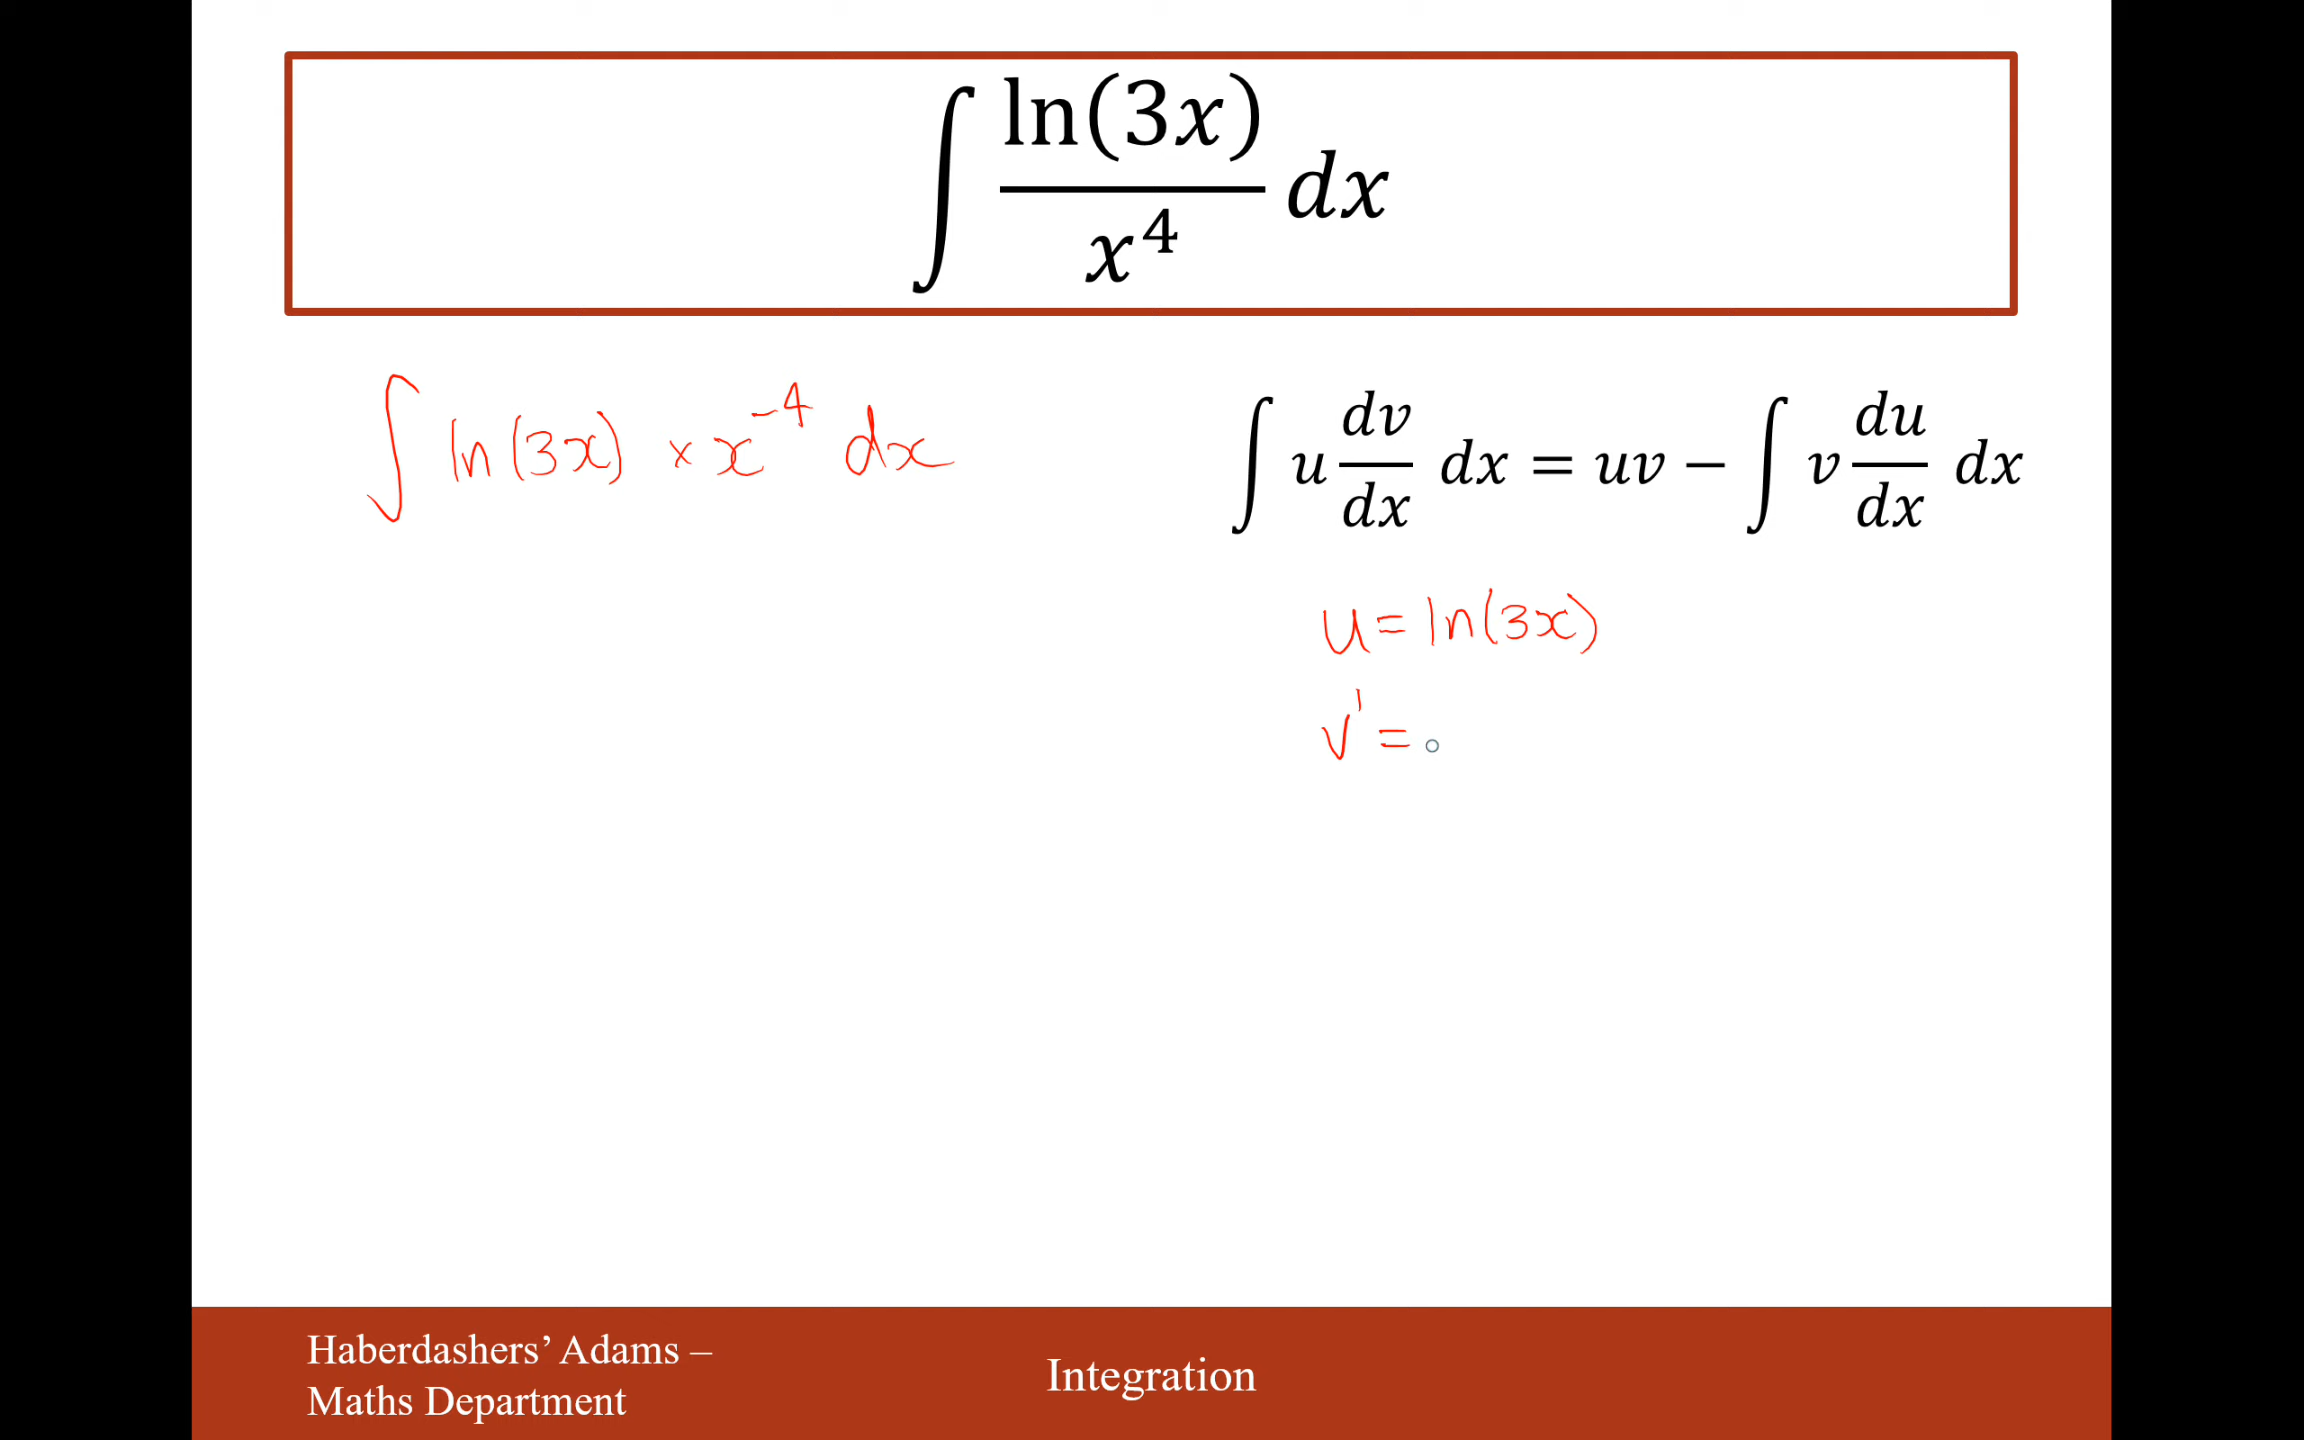 ∫ ln(3x)/x⁴ dx
∫ ln(3x) × x⁻⁴ dx
∫ u dv/dx dx = uv − ∫ v du/dx dx
u = ln(3x)
v' =
Haberdashers’ Adams –
Maths Department
Integration